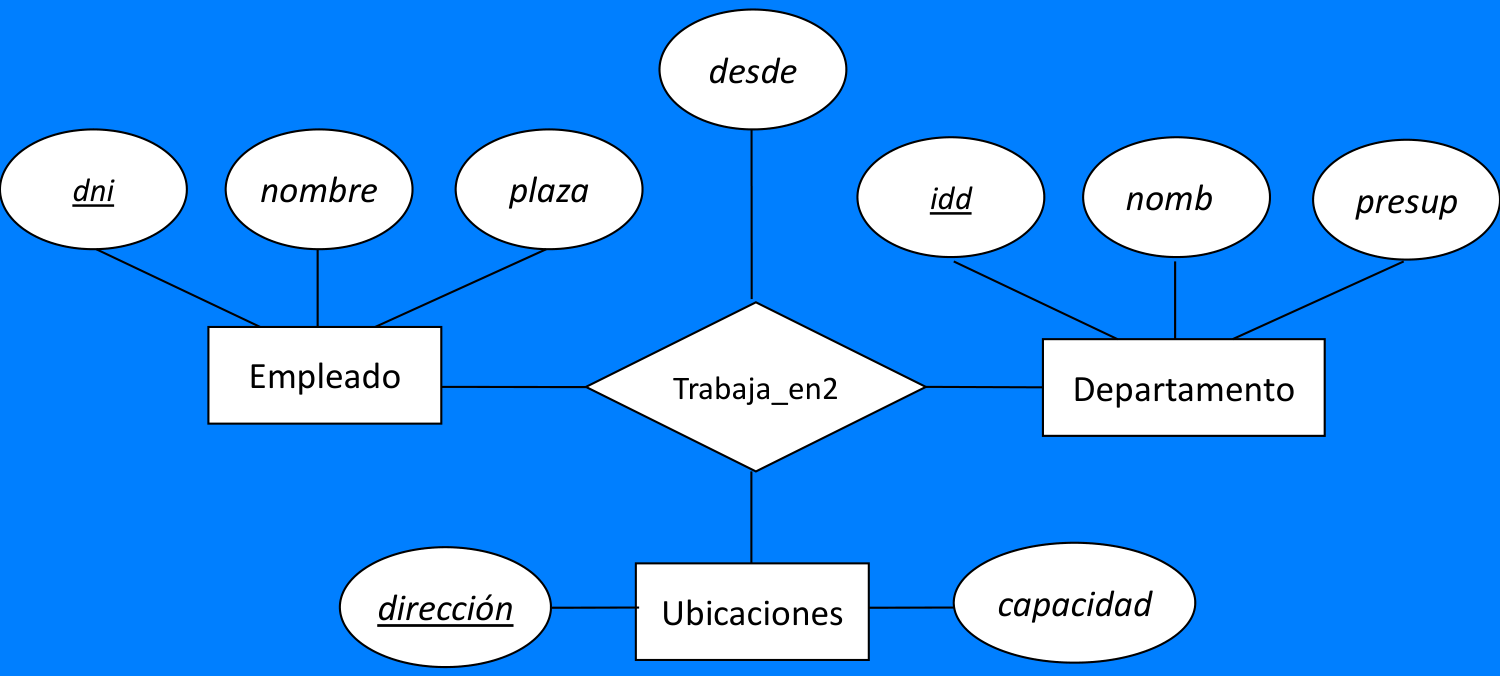 desde
dni
nombre
plaza
idd
nomb
presup
Empleado
Trabaja_en2
Departamento
dirección
Ubicaciones
capacidad